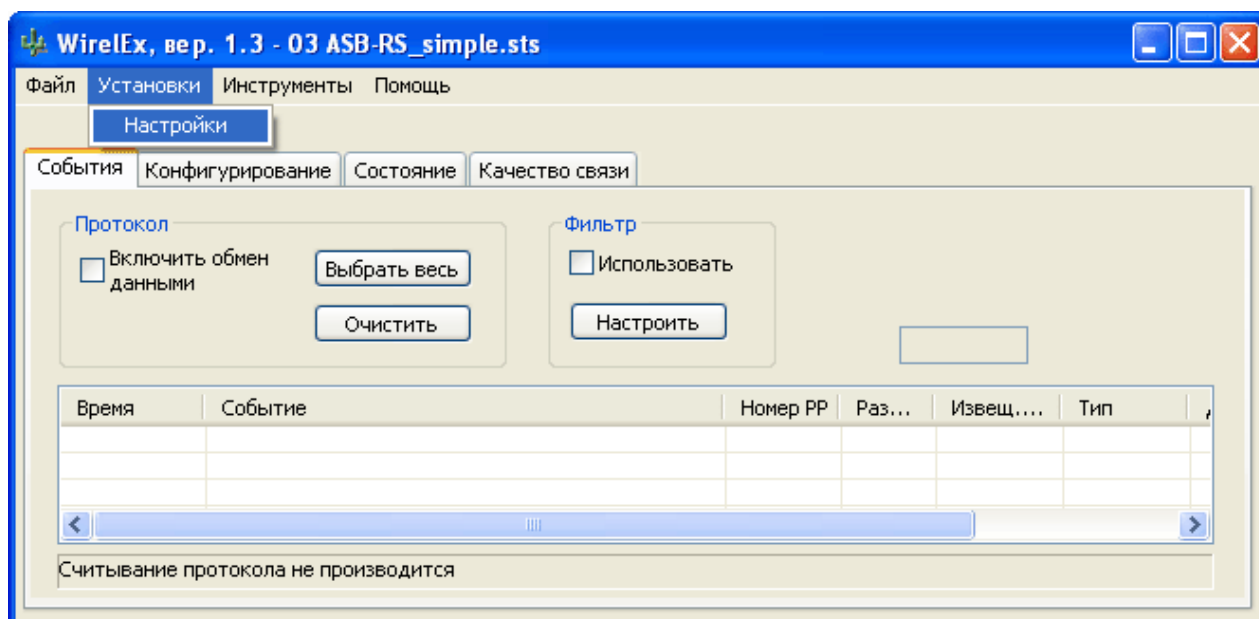 WirelEx, вер. 1.3 - 03 ASB-RS_simple.sts
Файл Установки Инструменты Помощь
Настройки
События Конфигурирование Состояние Качество связи
Протокол Фильтр
Включить обмен данными Выбрать весь Использовать
Очистить Настроить
Время Событие Номер РР Раз... Извещ.... Тип
Считывание протокола не производится